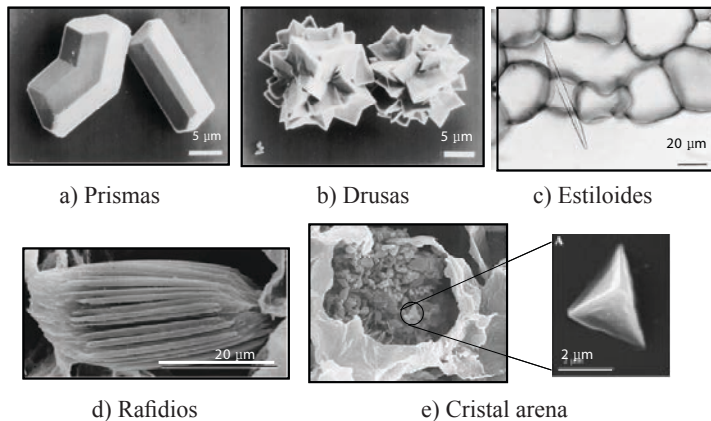 5 µm
5 µm
20 µm
a) Prismas
b) Drusas
c) Estiloides
A
20 µm
2 µm
d) Rafidios
e) Cristal arena